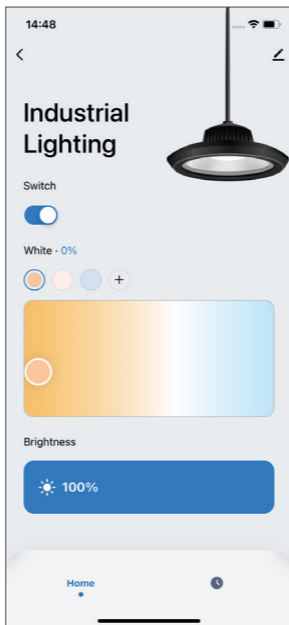 14:48
Industrial
Lighting
Switch
White · 0%
+
Brightness
100%
Home